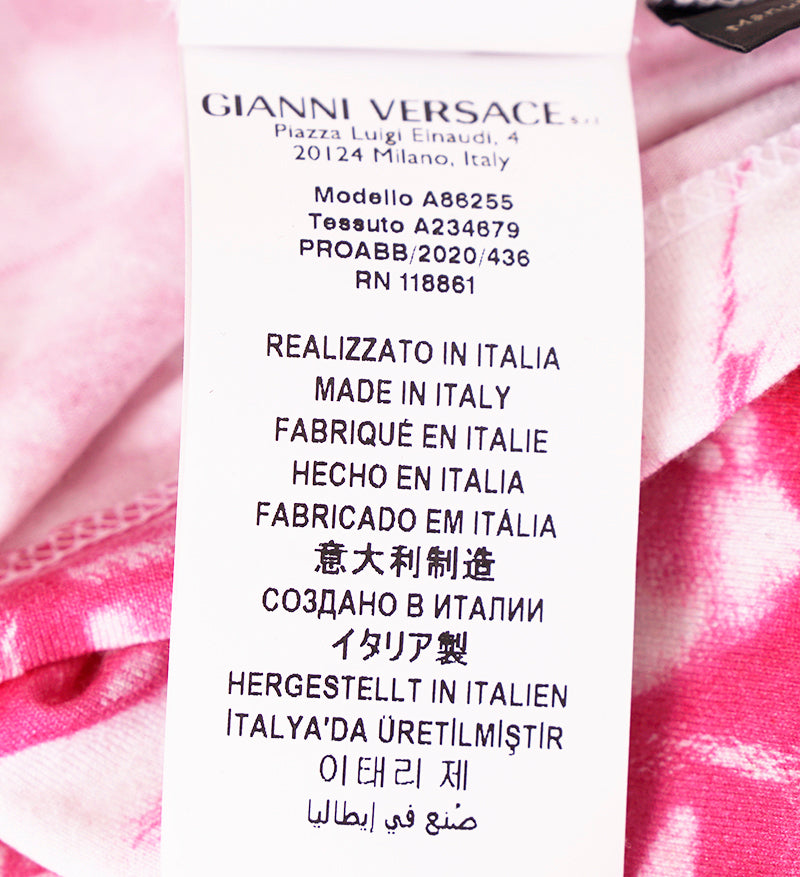 GIANNI VERSACE S.r.l.
Piazza Luigi Einaudi, 4
20124 Milano, Italy
Modello A86255
Tessuto A234679
PROABB/2020/436
RN 118861
REALIZZATO IN ITALIA
MADE IN ITALY
FABRIQUÉ EN ITALIE
HECHO EN ITALIA
FABRICADO EM ITÁLIA
意大利制造
СОЗДАНО В ИТАЛИИ
イタリア製
HERGESTELLT IN ITALIEN
İTALYA'DA ÜRETİLMİŞTİR
이태리 제
صُنع في إيطاليا